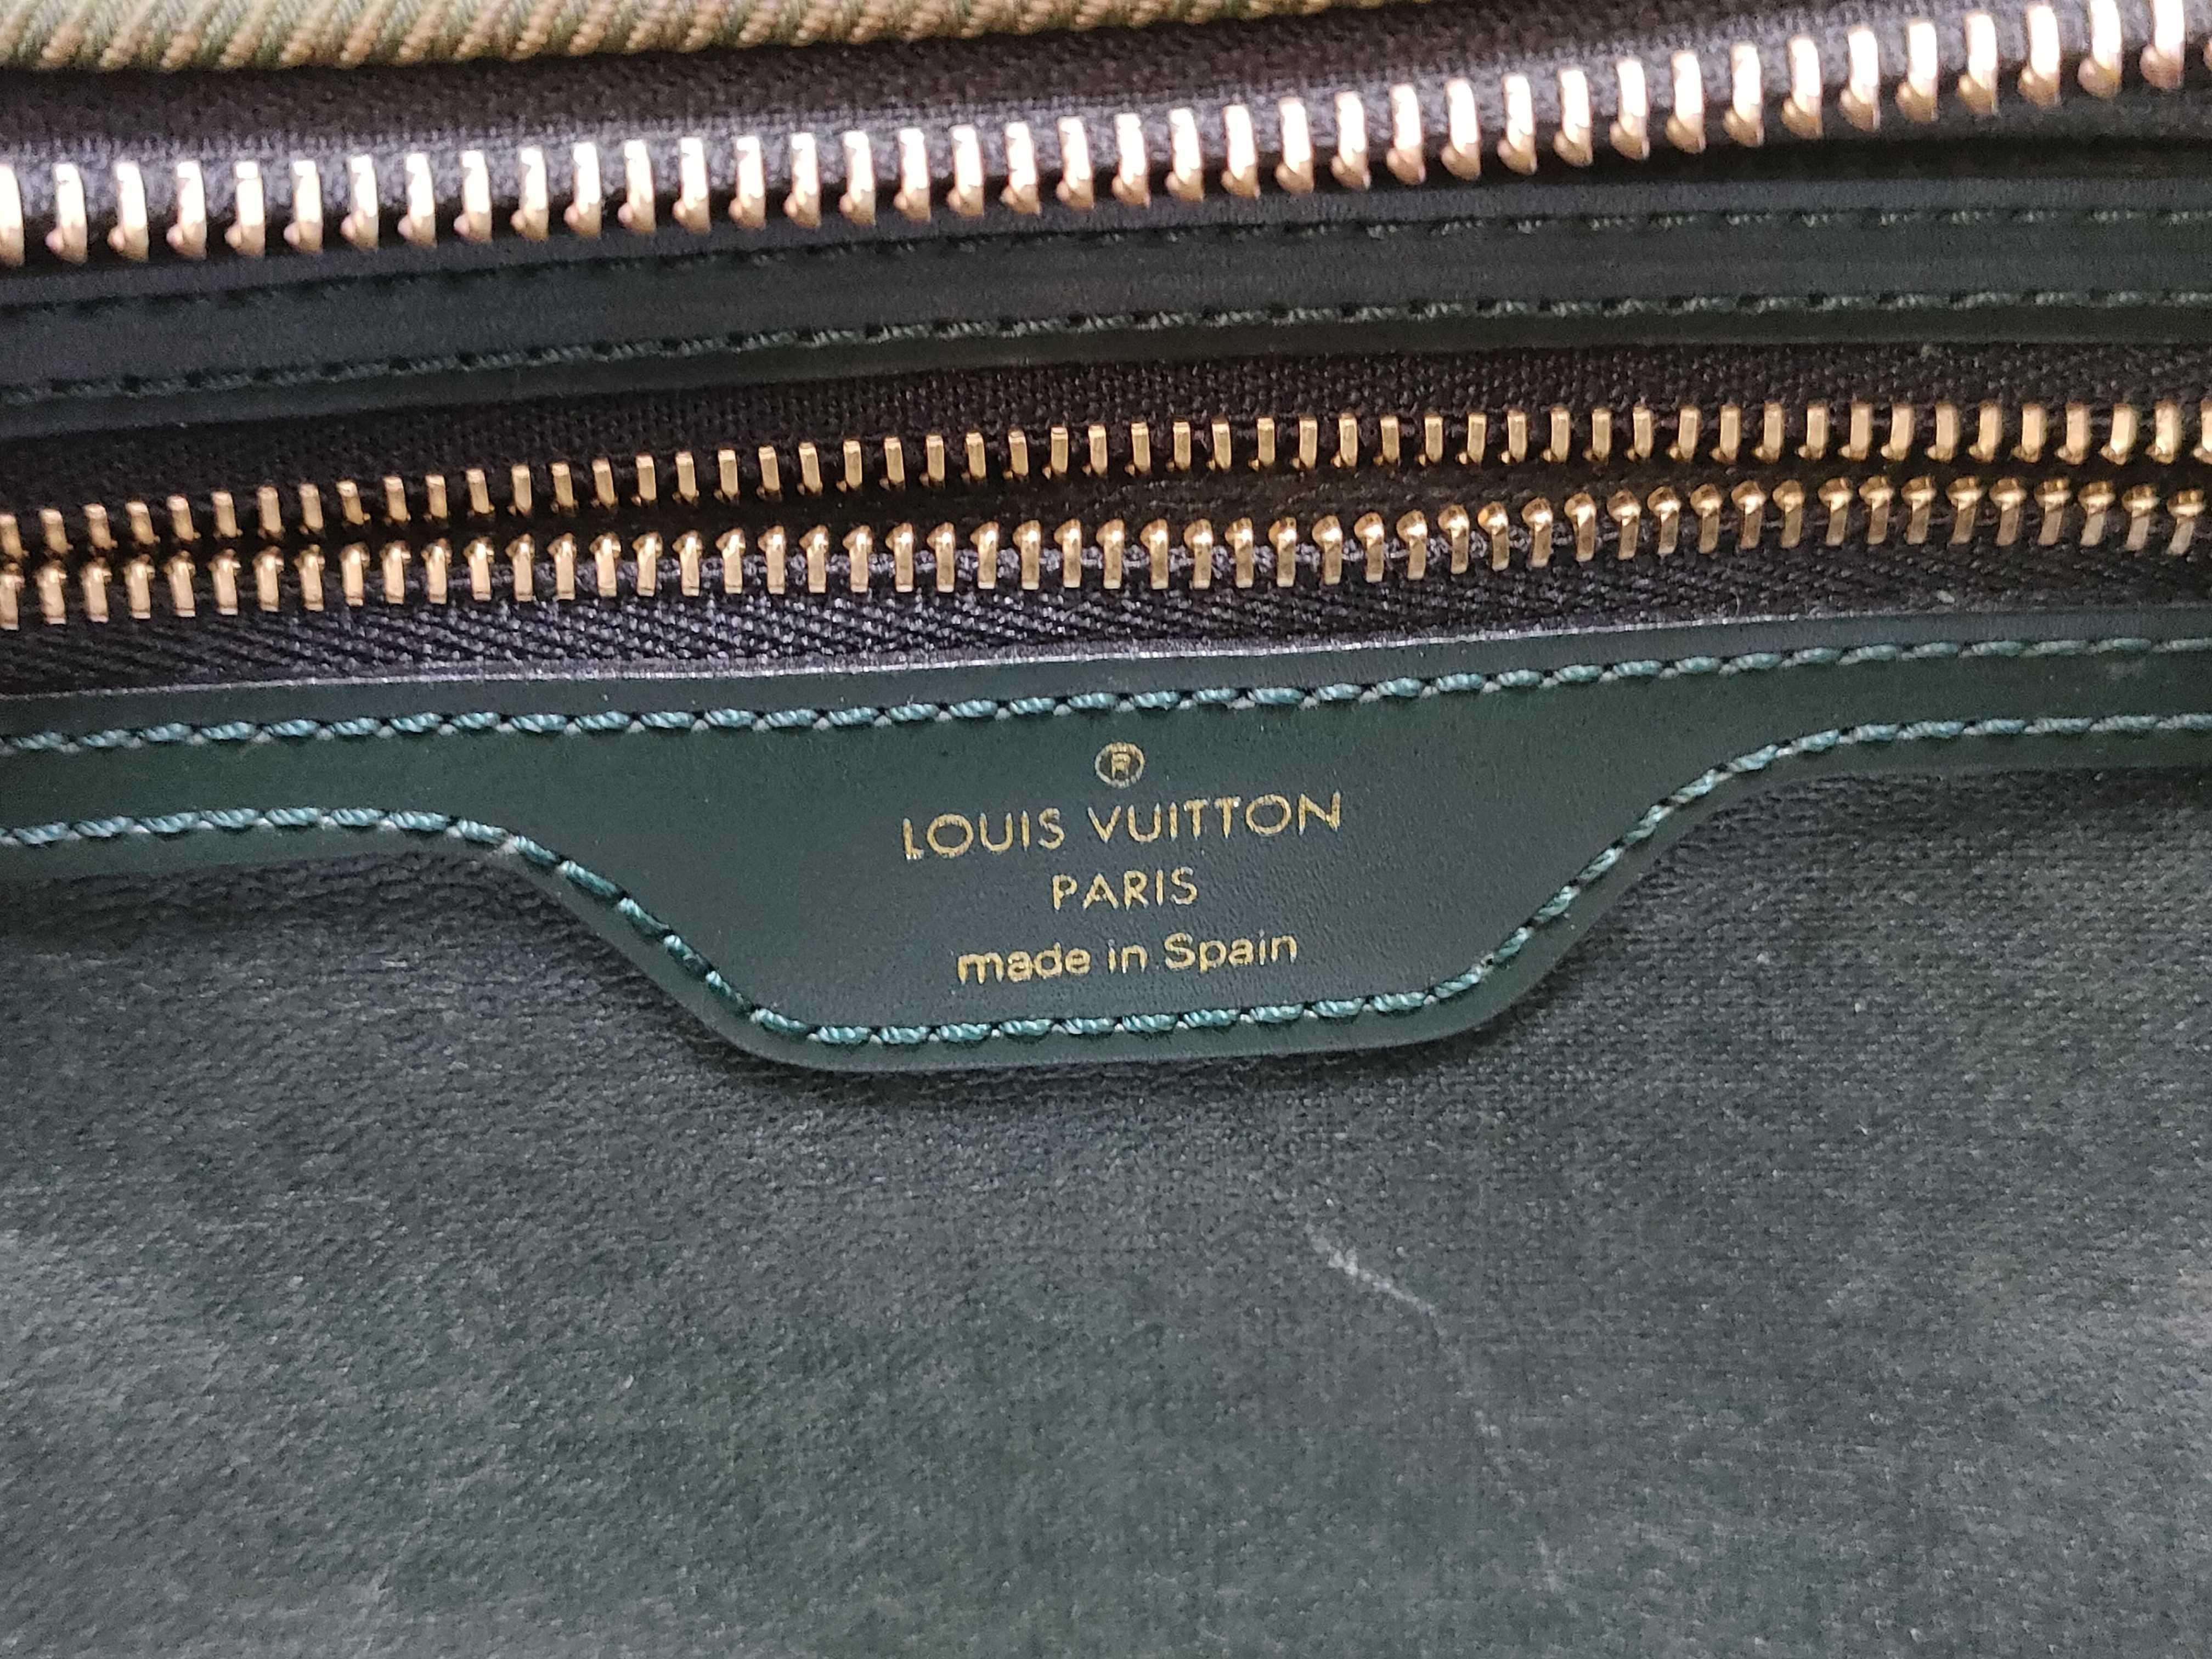 ®
LOUIS VUITTON
PARIS
made in Spain